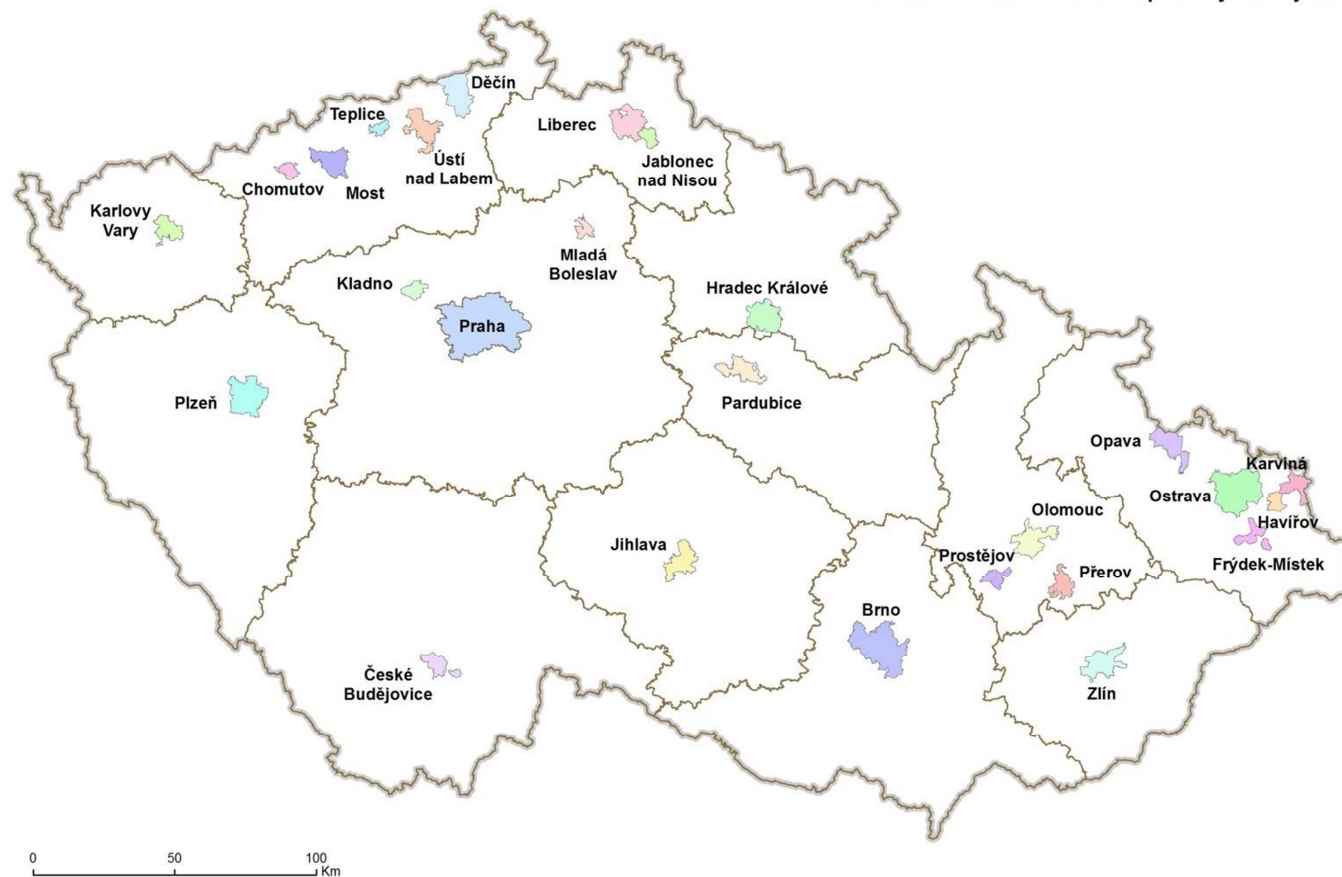 Děčín
Teplice
Liberec
Ústí
nad Labem
Jablonec
nad Nisou
Chomutov
Most
Karlovy
Vary
Mladá
Boleslav
Kladno
Hradec Králové
Praha
Plzeň
Pardubice
Opava
Karviná
Ostrava
Olomouc
Havířov
Jihlava
Prostějov
Přerov
Frýdek-Místek
Brno
České
Budějovice
Zlín
0 50 100
Km